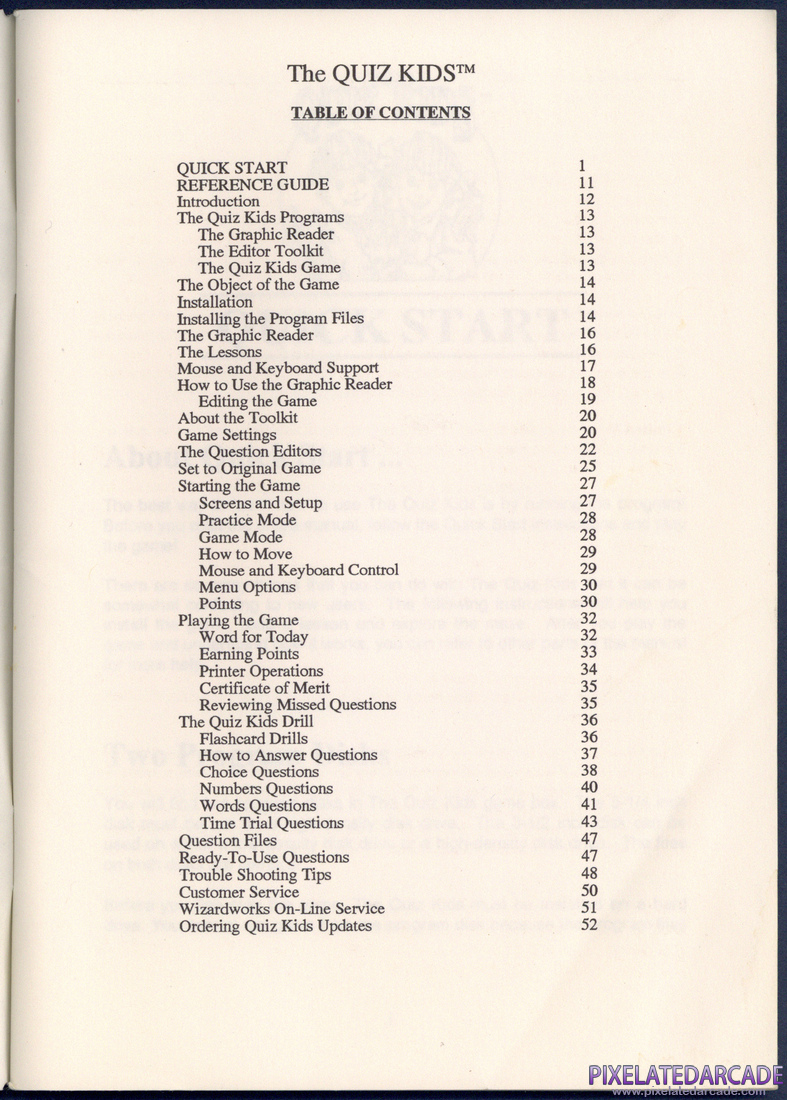 The QUIZ KIDS™
TABLE OF CONTENTS
QUICK START 1
REFERENCE GUIDE 11
Introduction 12
The Quiz Kids Programs 13
The Graphic Reader 13
The Editor Toolkit 13
The Quiz Kids Game 13
The Object of the Game 14
Installation 14
Installing the Program Files 14
The Graphic Reader 16
The Lessons 16
Mouse and Keyboard Support 17
How to Use the Graphic Reader 18
Editing the Game 19
About the Toolkit 20
Game Settings 20
The Question Editors 22
Set to Original Game 25
Starting the Game 27
Screens and Setup 27
Practice Mode 28
Game Mode 28
How to Move 29
Mouse and Keyboard Control 29
Menu Options 30
Points 30
Playing the Game 32
Word for Today 32
Earning Points 33
Printer Operations 34
Certificate of Merit 35
Reviewing Missed Questions 35
The Quiz Kids Drill 36
Flashcard Drills 36
How to Answer Questions 37
Choice Questions 38
Numbers Questions 40
Words Questions 41
Time Trial Questions 43
Question Files 47
Ready-To-Use Questions 47
Trouble Shooting Tips 48
Customer Service 50
Wizardworks On-Line Service 51
Ordering Quiz Kids Updates 52
PIXELATEDARCADE
www.pixelatedarcade.com